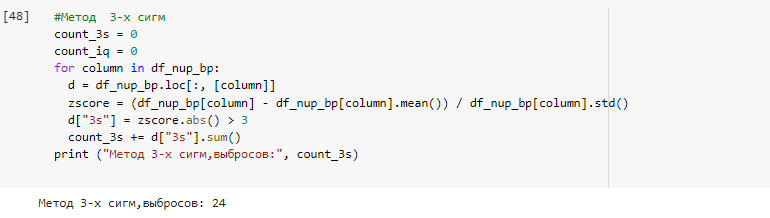 [48] #Метод 3-х сигм
count_3s = 0
count_iq = 0
for column in df_nup_bp:
  d = df_nup_bp.loc[:, [column]]
  zscore = (df_nup_bp[column] - df_nup_bp[column].mean()) / df_nup_bp[column].std()
  d["3s"] = zscore.abs() > 3
  count_3s += d["3s"].sum()
print ("Метод 3-х сигм,выбросов:", count_3s)
Метод 3-х сигм,выбросов: 24